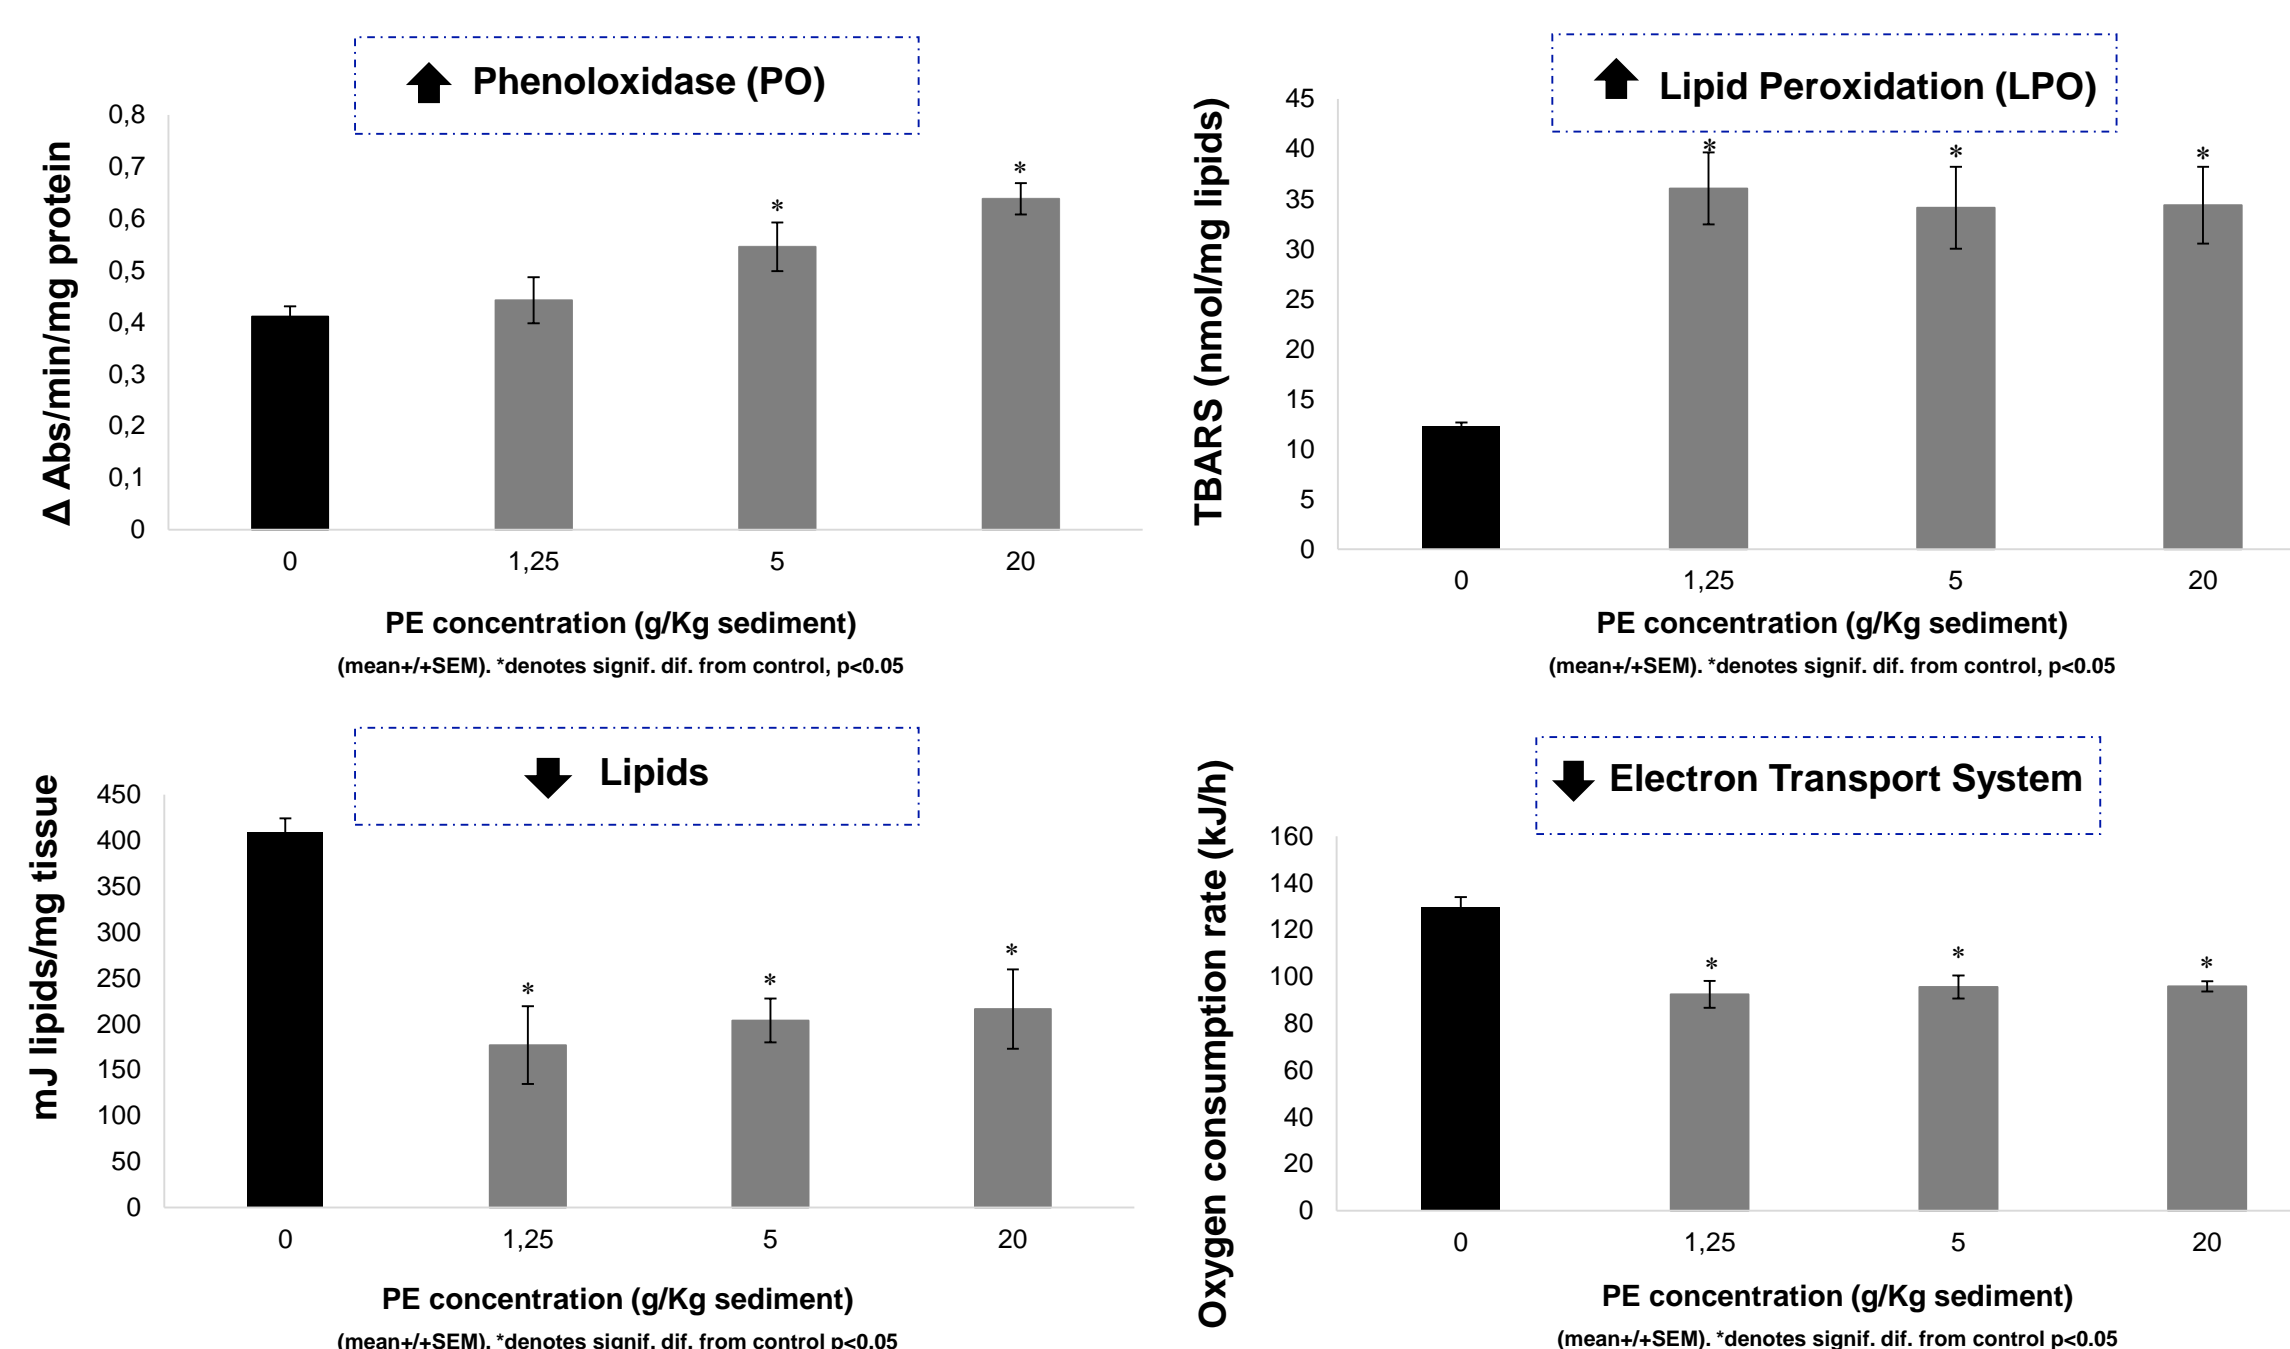 Phenoloxidase (PO)
Δ Abs/min/mg protein
0,8
0,7
0,6
0,5
0,4
0,3
0,2
0,1
0
*
*
0 1,25 5 20
PE concentration (g/Kg sediment)
(mean+/+SEM). *denotes signif. dif. from control, p<0.05
Lipid Peroxidation (LPO)
TBARS (nmol/mg lipids)
45
40
35
30
25
20
15
10
5
0
* * *
0 1,25 5 20
PE concentration (g/Kg sediment)
(mean+/+SEM). *denotes signif. dif. from control, p<0.05
Lipids
mJ lipids/mg tissue
450
400
350
300
250
200
150
100
50
0
* * *
0 1,25 5 20
PE concentration (g/Kg sediment)
(mean+/+SEM). *denotes signif. dif. from control p<0.05
Electron Transport System
Oxygen consumption rate (kJ/h)
160
140
120
100
80
60
40
20
0
* * *
0 1,25 5 20
PE concentration (g/Kg sediment)
(mean+/+SEM). *denotes signif. dif. from control p<0.05